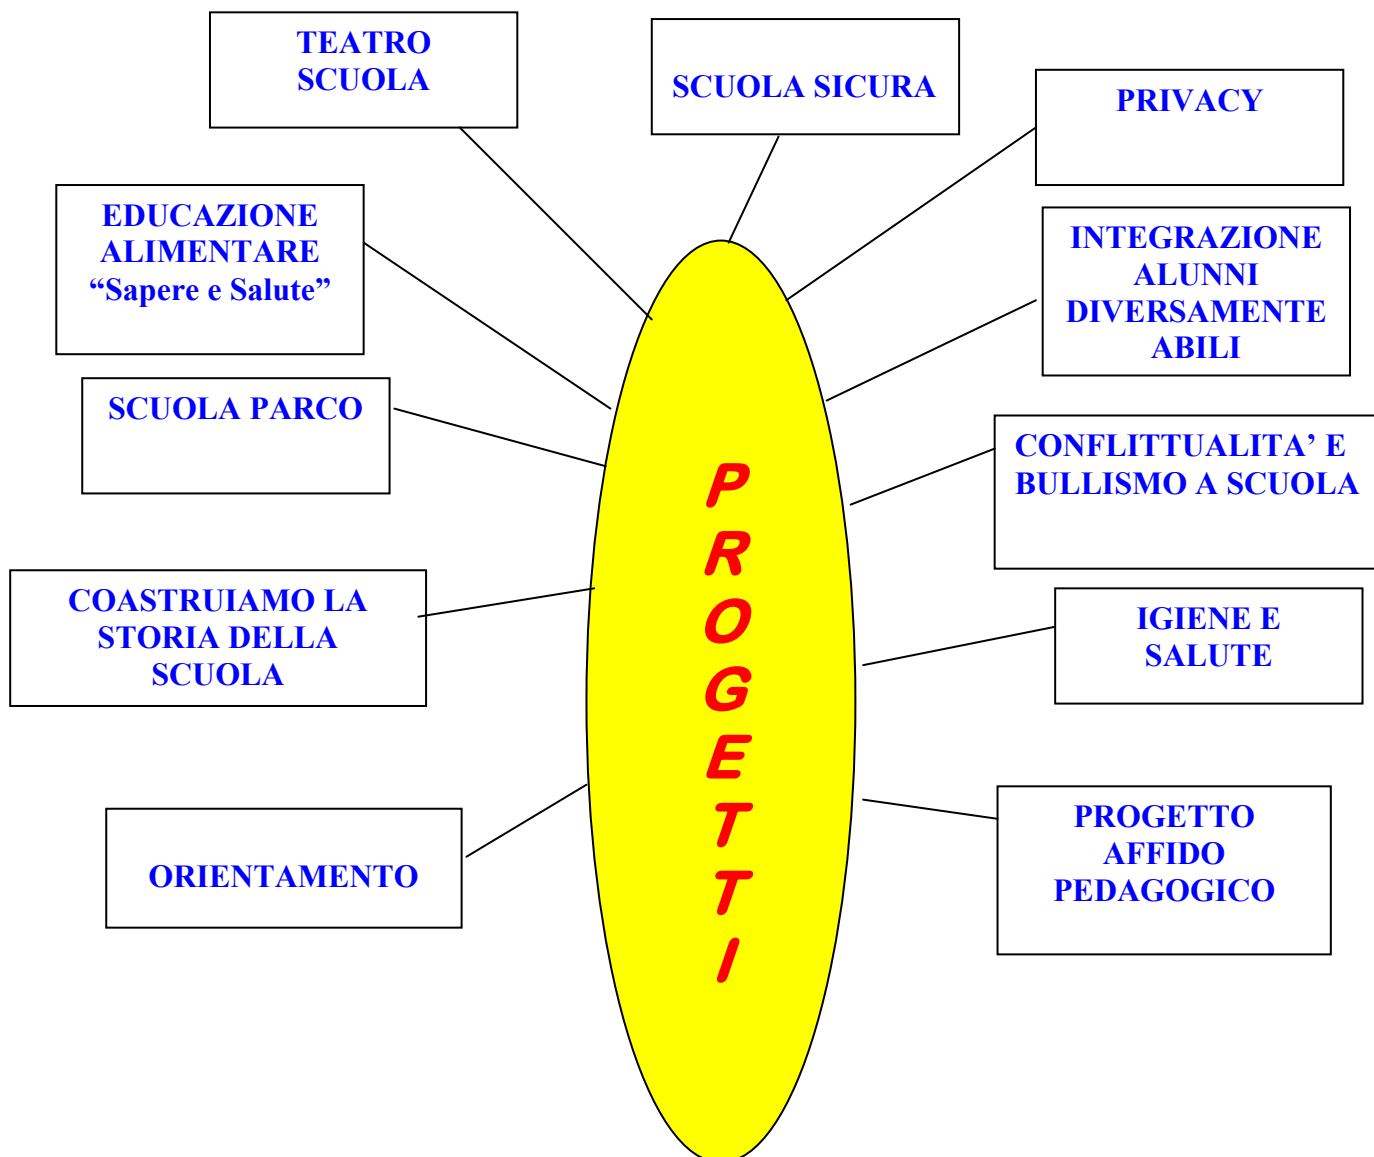 TEATRO
SCUOLA
SCUOLA SICURA
PRIVACY
EDUCAZIONE
ALIMENTARE
“Sapere e Salute”
INTEGRAZIONE
ALUNNI
DIVERSAMENTE
ABILI
SCUOLA PARCO
CONFLITTUALITA’ E
BULLISMO A SCUOLA
COASTRUIAMO LA
STORIA DELLA
SCUOLA
IGIENE E
SALUTE
ORIENTAMENTO
PROGETTO
AFFIDO
PEDAGOGICO
P
R
O
G
E
T
T
I